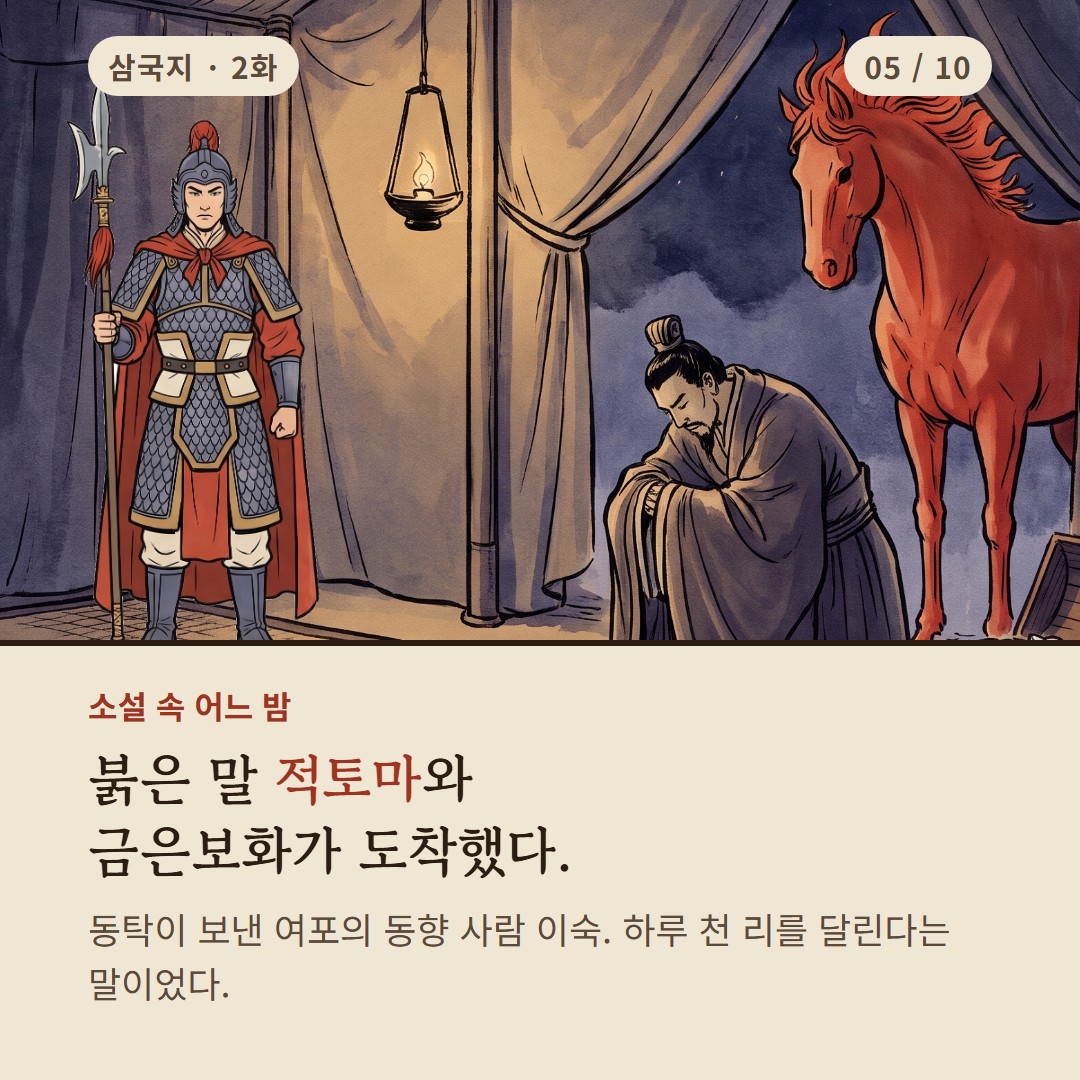 삼국지 · 2화
05 / 10
소설 속 어느 밤
붉은 말 적토마와
금은보화가 도착했다.
동탁이 보낸 여포의 동향 사람 이숙. 하루 천 리를 달린다는
말이었다.